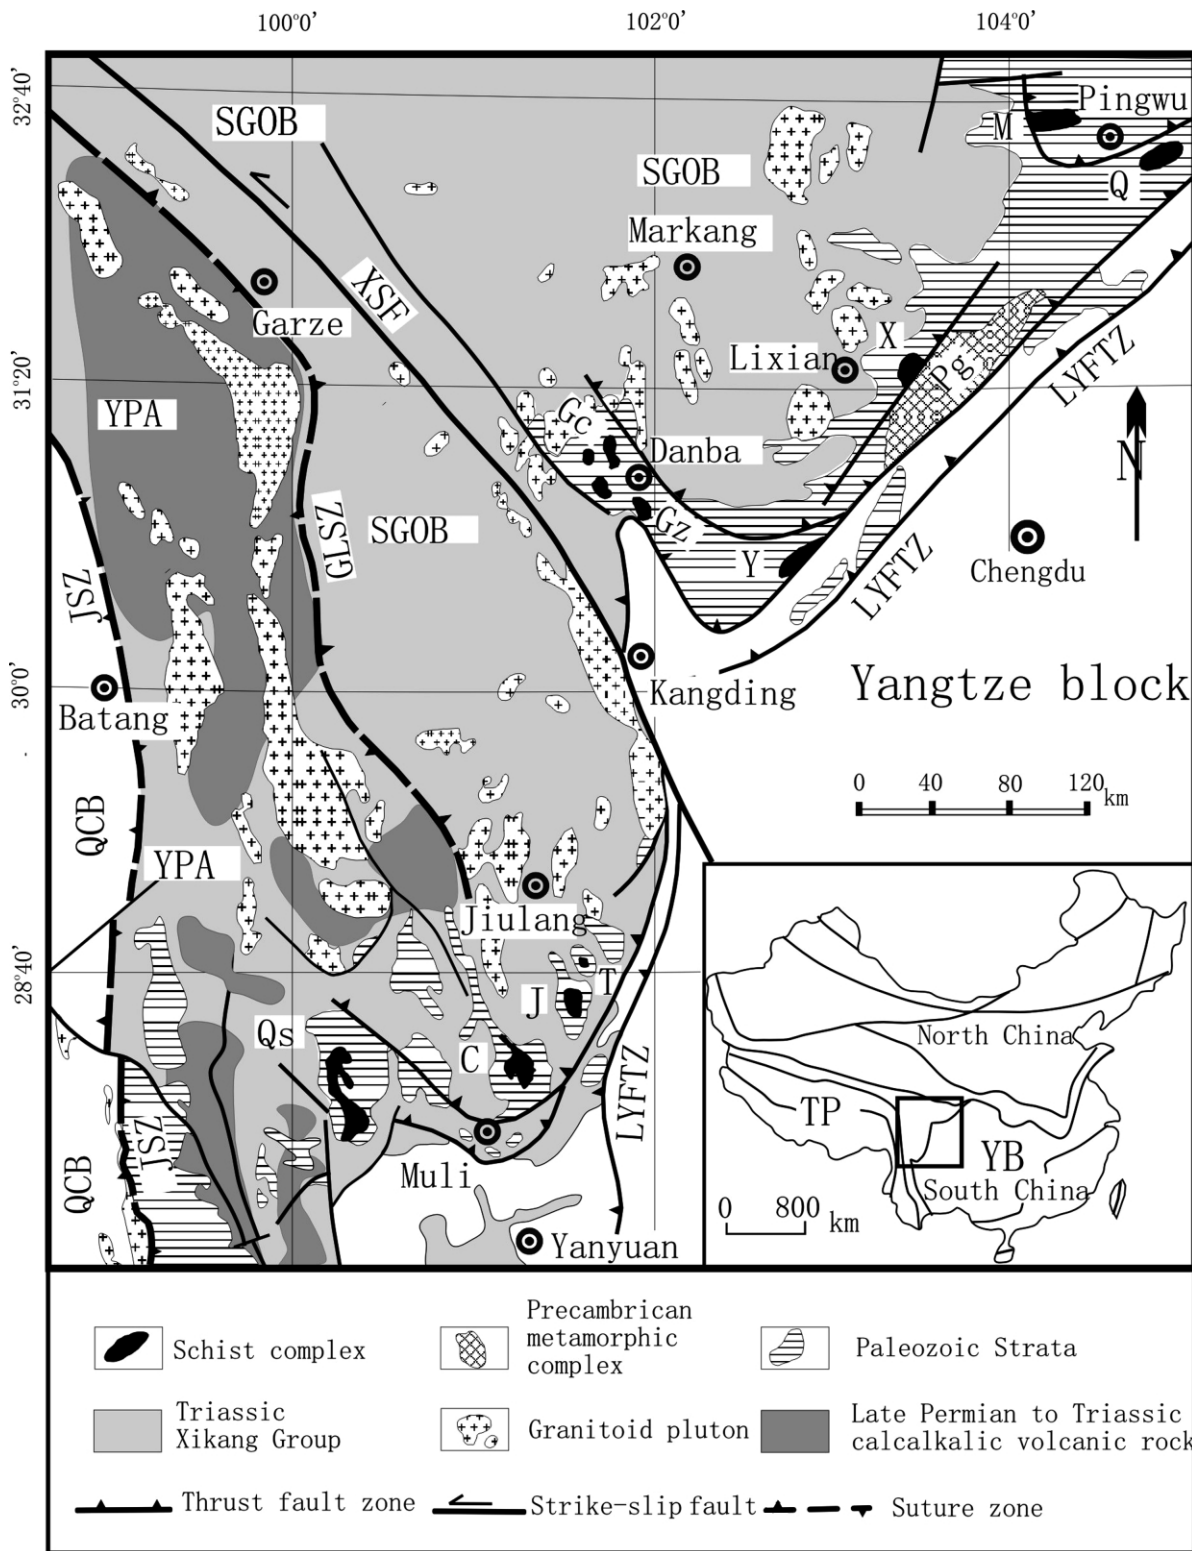 100°0' 102°0' 104°0'
32°40'
31°20'
30°0'
28°40'
SGOB
SGOB
Pingwu
M
Q
Markang
XSF
Garze
Lixian
X
Pg
LYFTZ
YPA
Gc
Danba
N
GLSZ
SGOB
Gz
Y
LYFTZ
Chengdu
JSZ
Batang
Kangding
Yangtze block
QCB
0 40 80 120 km
YPA
Jiulang
J
T
Qs
C
LYFTZ
JSZ
QCB
Muli
Yanyuan
North China
TP
YB
South China
0 800
km
Schist complex
Precambrican
metamorphic
complex
Paleozoic Strata
Triassic
Xikang Group
Granitoid pluton
Late Permian to Triassic
calcalkalic volcanic rock
Thrust fault zone
Strike-slip fault
Suture zone